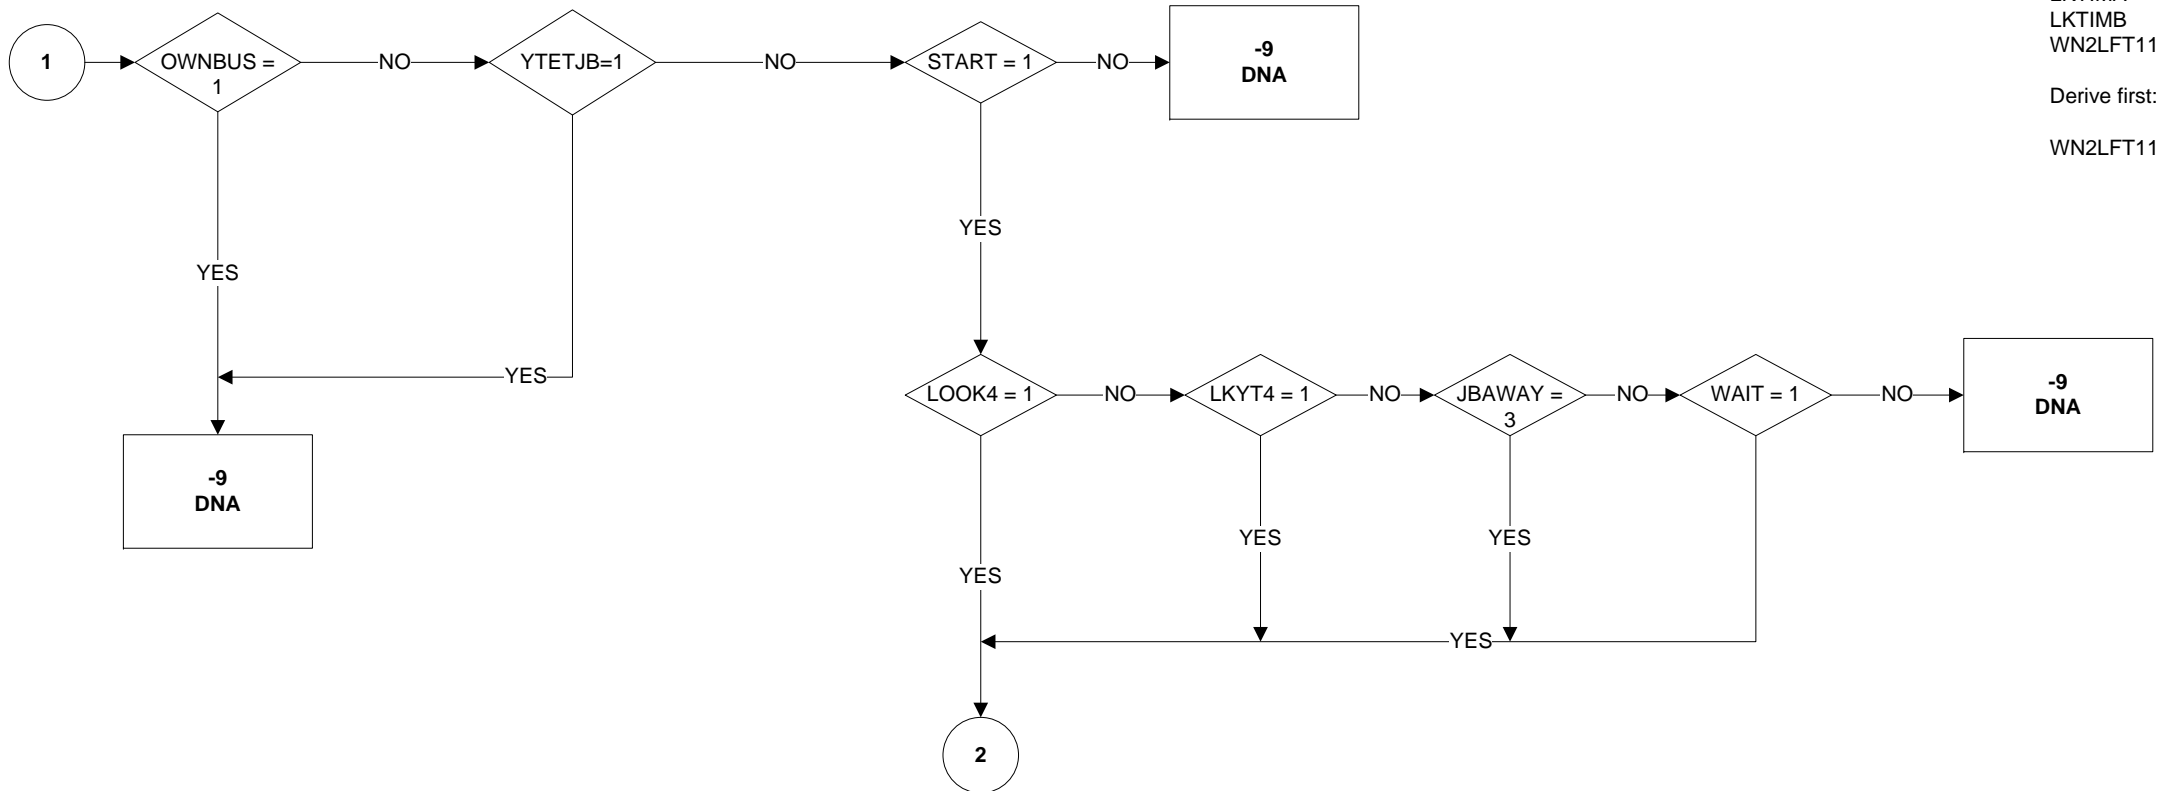 LKTIMB
WN2LFT11
Derive first:
WN2LFT11
1
OWNBUS =
1
NO
YTETJB=1
NO
START = 1
NO
-9
DNA
YES
YES
YES
-9
DNA
LOOK4 = 1
NO
LKYT4 = 1
NO
JBAWAY =
3
NO
WAIT = 1
NO
-9
DNA
YES
YES
YES
YES
2